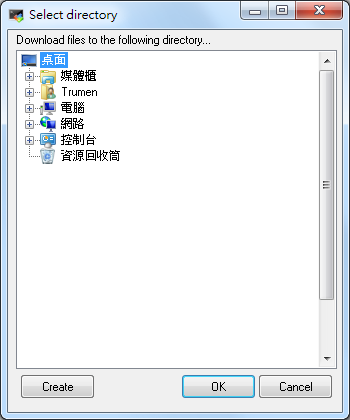 Select directory
Download files to the following directory...
桌面
媒體櫃
Trumen
電腦
網路
控制台
資源回收筒
Create
OK
Cancel